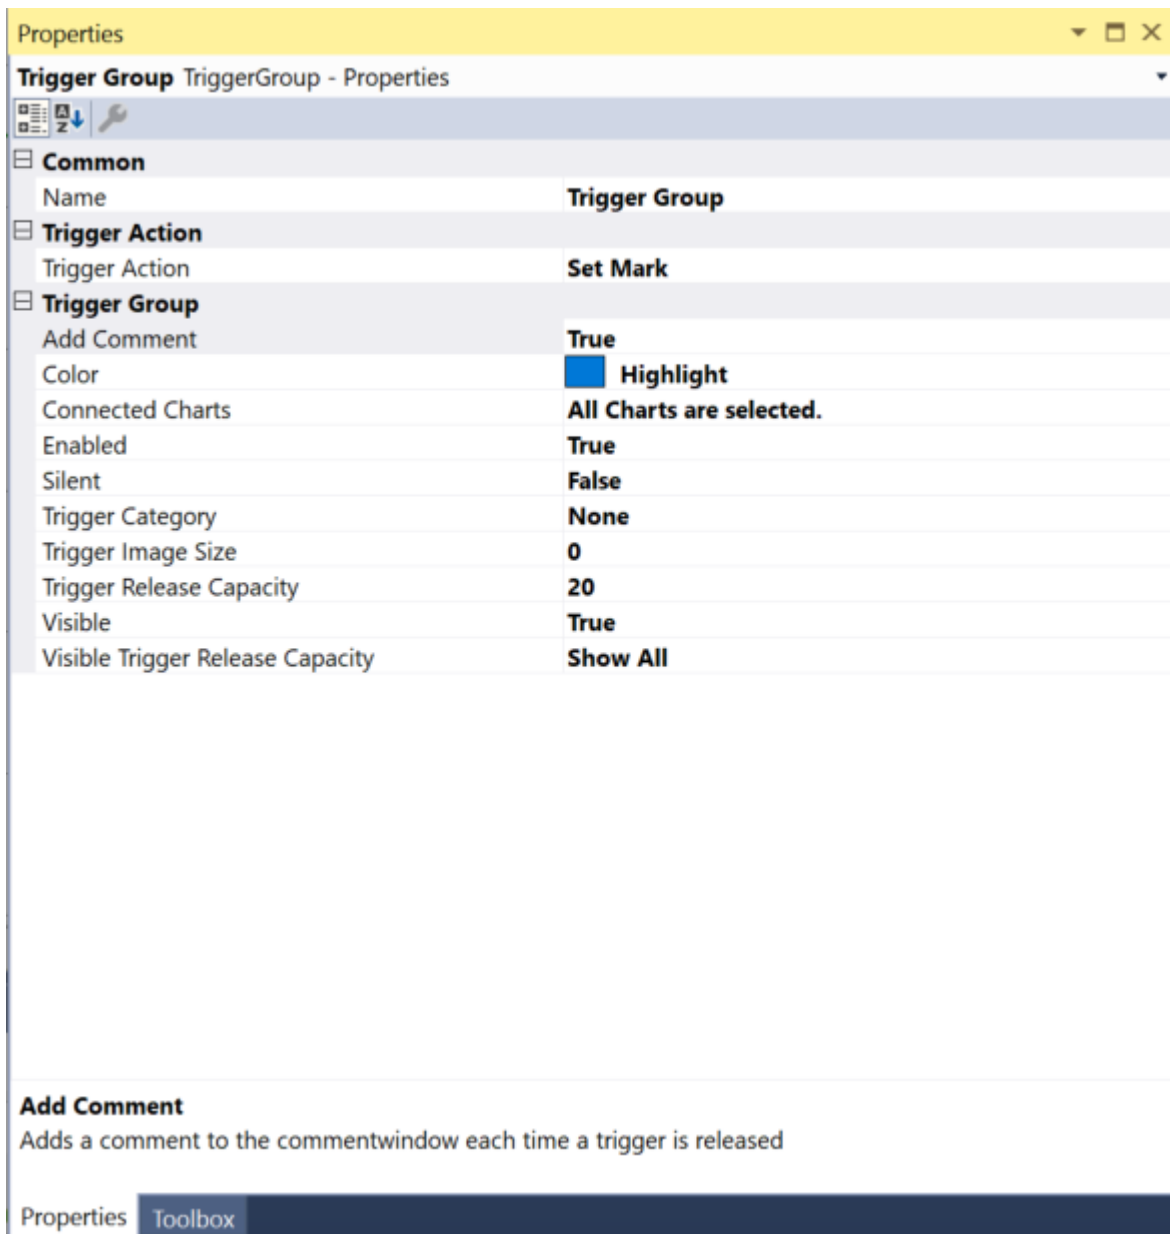 Properties
Trigger Group TriggerGroup - Properties
Common
Name Trigger Group
Trigger Action
Trigger Action Set Mark
Trigger Group
Add Comment True
Color Highlight
Connected Charts All Charts are selected.
Enabled True
Silent False
Trigger Category None
Trigger Image Size 0
Trigger Release Capacity 20
Visible True
Visible Trigger Release Capacity Show All
Add Comment
Adds a comment to the commentwindow each time a trigger is released
Properties Toolbox